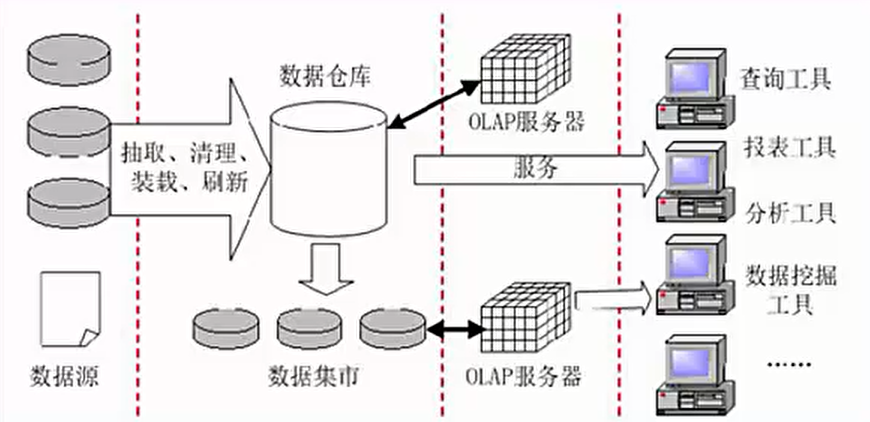 数据仓库
OLAP服务器
查询工具
抽取、清理、
装载、刷新
服务
报表工具
分析工具
数据挖掘
工具
数据源
数据集市
OLAP服务器
……